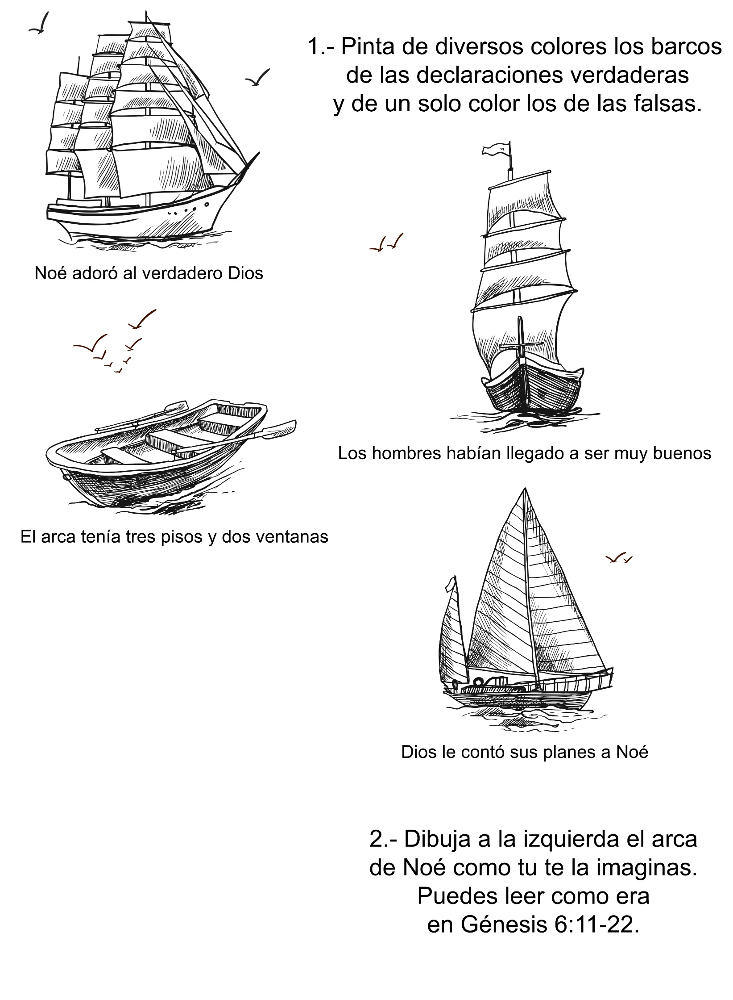 1.- Pinta de diversos colores los barcos
de las declaraciones verdaderas
y de un solo color los de las falsas.
Noé adoró al verdadero Dios
Los hombres habían llegado a ser muy buenos
El arca tenía tres pisos y dos ventanas
Dios le contó sus planes a Noé
2.- Dibuja a la izquierda el arca
de Noé como tu te la imaginas.
Puedes leer como era
en Génesis 6:11-22.